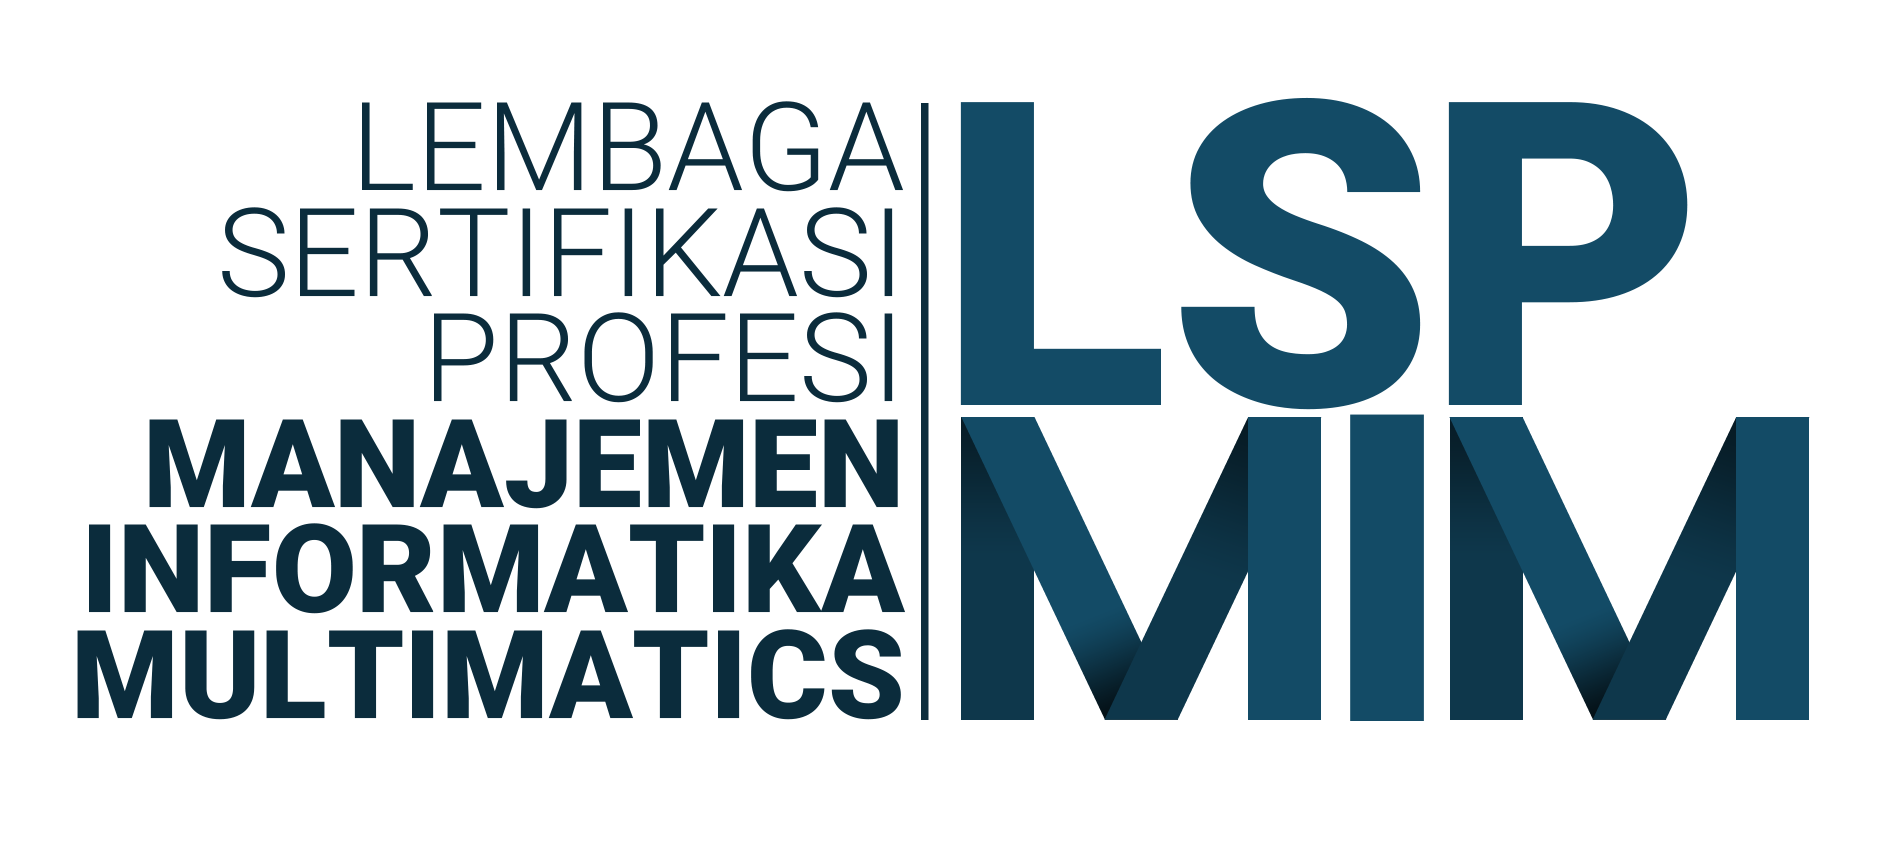 LEMBAGA
SERTIFIKASI
PROFESI
MANAJEMEN
INFORMATIKA
MULTIMATICS
LSP
MIM